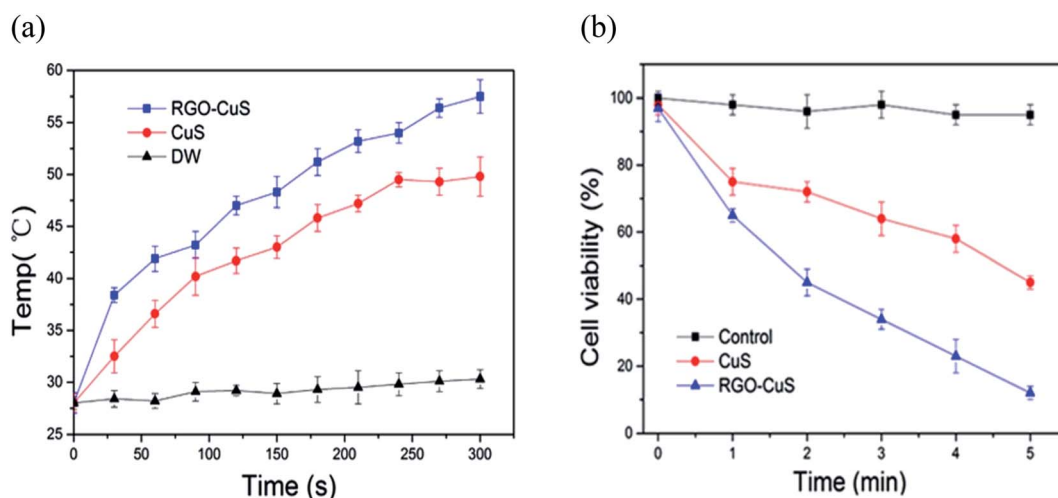 (a)
60
55
50
45
40
35
30
25
Temp( ℃)
RGO-CuS
CuS
DW
0 50 100 150 200 250 300
Time (s)
(b)
100
80
60
40
20
0
Cell viability (%)
Control
CuS
RGO-CuS
0 1 2 3 4 5
Time (min)